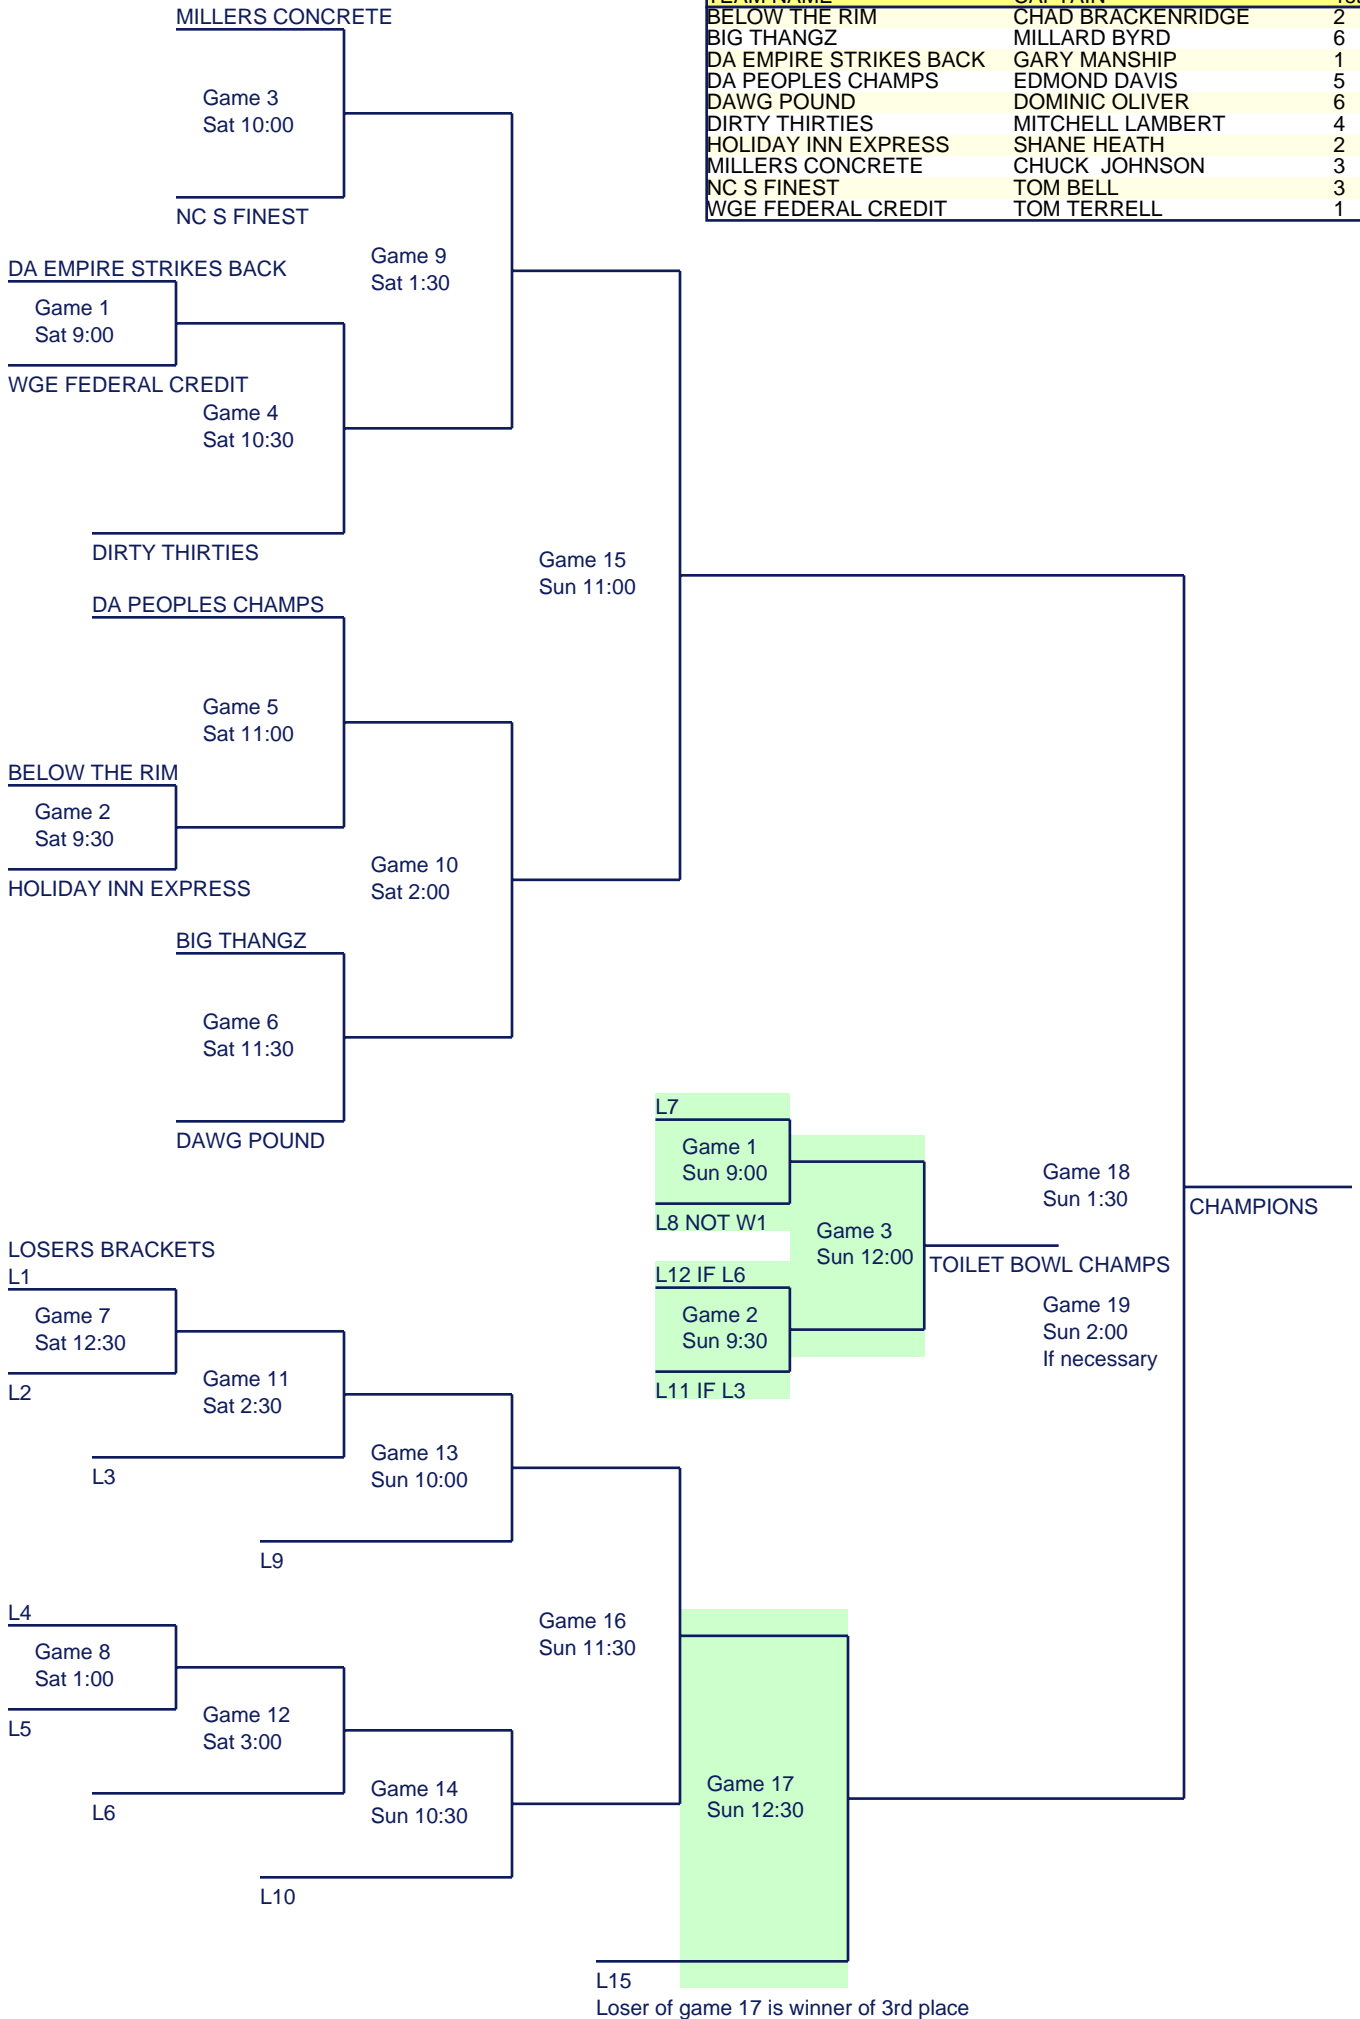 MILLERS CONCRETE
Game 3
Sat 10:00
NC S FINEST
TEAM NAME CAPTAIN
BELOW THE RIM CHAD BRACKENRIDGE 2
BIG THANGZ MILLARD BYRD 6
DA EMPIRE STRIKES BACK GARY MANSHIP 1
DA PEOPLES CHAMPS EDMOND DAVIS 5
DAWG POUND DOMINIC OLIVER 6
DIRTY THIRTIES MITCHELL LAMBERT 4
HOLIDAY INN EXPRESS SHANE HEATH 2
MILLERS CONCRETE CHUCK JOHNSON 3
NC S FINEST TOM BELL 3
WGE FEDERAL CREDIT TOM TERRELL 1
Game 9
Sat 1:30
DA EMPIRE STRIKES BACK
Game 1
Sat 9:00
WGE FEDERAL CREDIT
Game 4
Sat 10:30
DIRTY THIRTIES
Game 15
Sun 11:00
DA PEOPLES CHAMPS
Game 5
Sat 11:00
BELOW THE RIM
Game 2
Sat 9:30
HOLIDAY INN EXPRESS
Game 10
Sat 2:00
BIG THANGZ
Game 6
Sat 11:30
DAWG POUND
L7
Game 1
Sun 9:00
L8 NOT W1
Game 3
Sun 12:00
L12 IF L6
Game 2
Sun 9:30
L11 IF L3
TOILET BOWL CHAMPS
Game 18
Sun 1:30
CHAMPIONS
Game 19
Sun 2:00
If necessary
LOSERS BRACKETS
L1
Game 7
Sat 12:30
L2
Game 11
Sat 2:30
L3
Game 13
Sun 10:00
L9
L4
Game 8
Sat 1:00
L5
Game 12
Sat 3:00
L6
Game 14
Sun 10:30
L10
Game 16
Sun 11:30
Game 17
Sun 12:30
L15
Loser of game 17 is winner of 3rd place